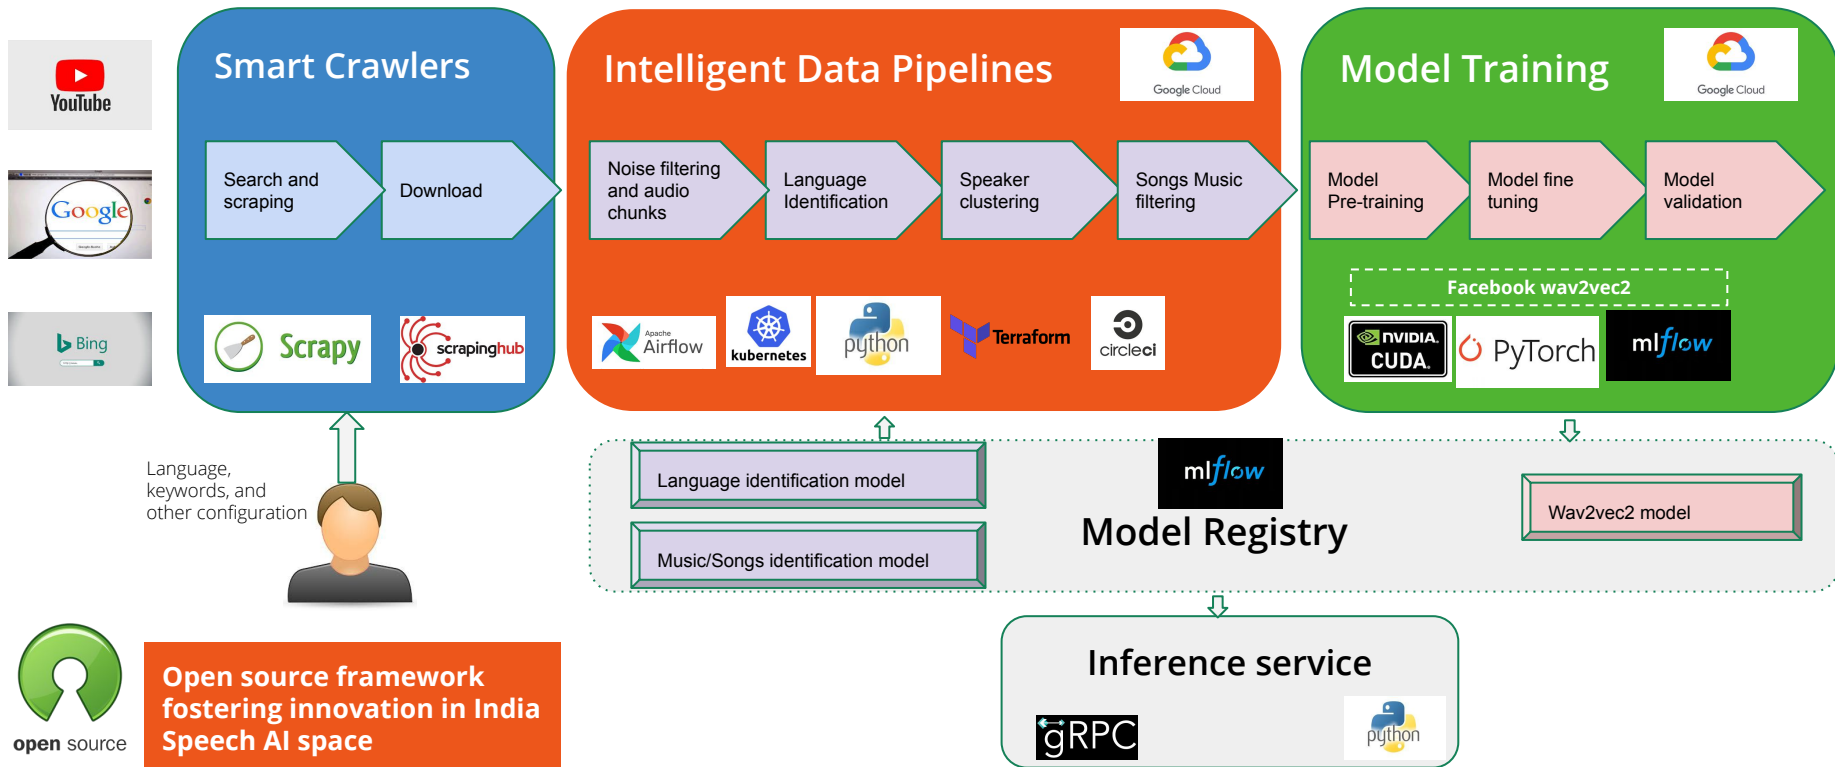 YouTube
Google
Bing
Smart Crawlers
Search and
scraping
Download
Scrapy
scrapinghub
Language,
keywords, and
other configuration
Intelligent Data Pipelines
Google Cloud
Noise filtering
and audio
chunks
Language
Identification
Speaker
clustering
Songs Music
filtering
Apache
Airflow
kubernetes
python
Terraform
circleci
Model Training
Google Cloud
Model
Pre-training
Model fine
tuning
Model
validation
Facebook wav2vec2
NVIDIA.
CUDA.
PyTorch
mlflow
Language identification model
Music/Songs identification model
mlflow
Model Registry
Wav2vec2 model
Inference service
gRPC
python
open source
Open source framework
fostering innovation in India
Speech AI space